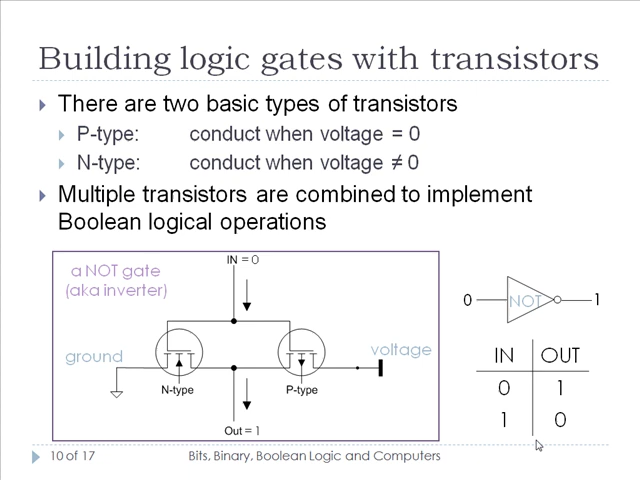 Building logic gates with transistors
There are two basic types of transistors
P-type: conduct when voltage = 0
N-type: conduct when voltage ≠ 0
Multiple transistors are combined to implement
Boolean logical operations
a NOT gate
(aka inverter)
IN = 0
ground
voltage
N-type
P-type
Out = 1
0 NOT 1
IN OUT
0 1
1 0
10 of 17 Bits, Binary, Boolean Logic and Computers